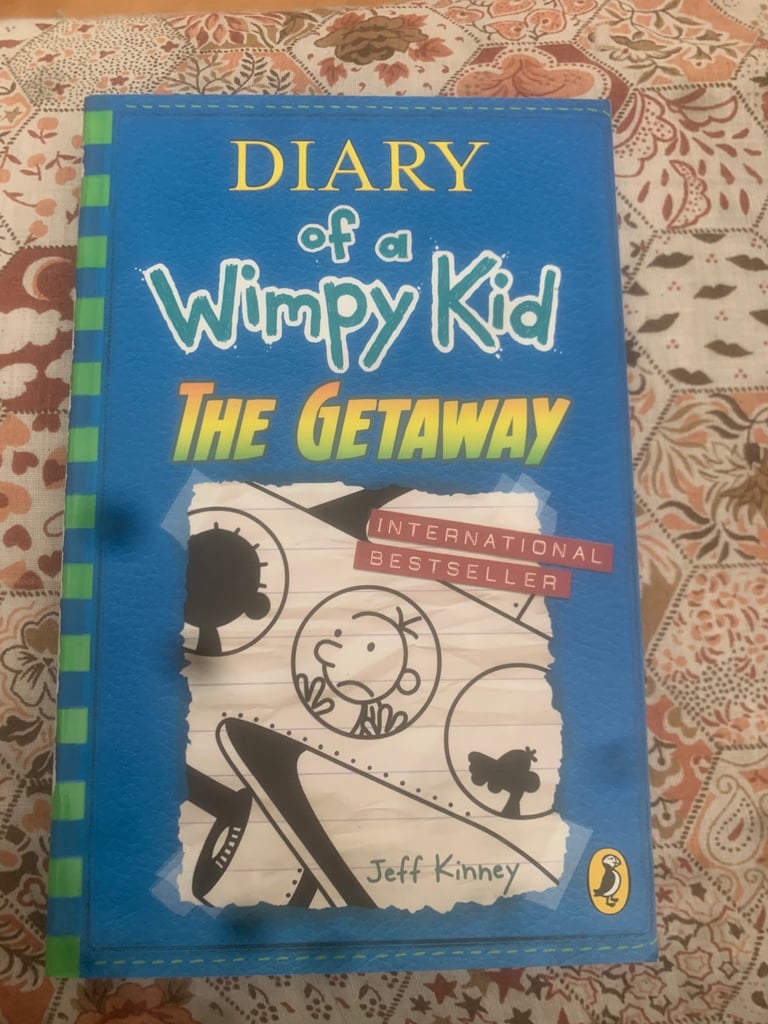 DIARY
of a
Wimpy Kid
THE GETAWAY
INTERNATIONAL
BESTSELLER
Jeff Kinney